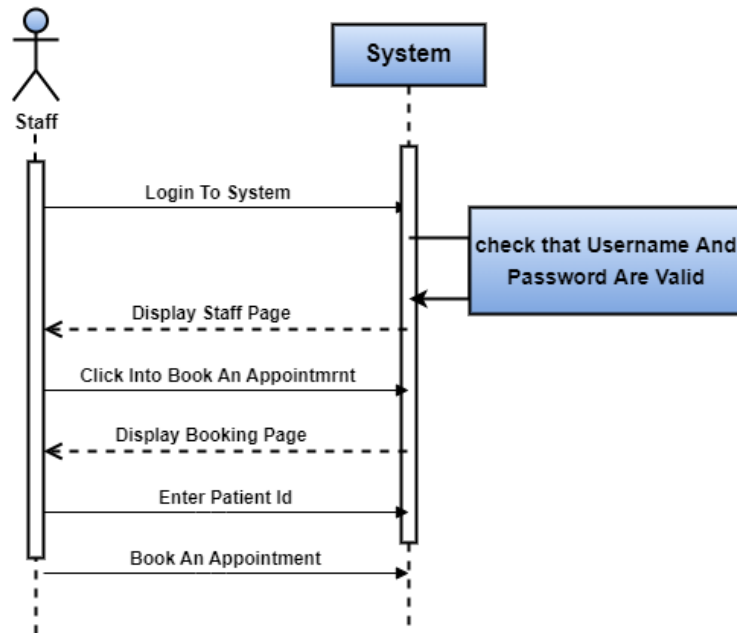 System
Staff
Login To System
check that Username And
Password Are Valid
Display Staff Page
Click Into Book An Appointmrnt
Display Booking Page
Enter Patient Id
Book An Appointment